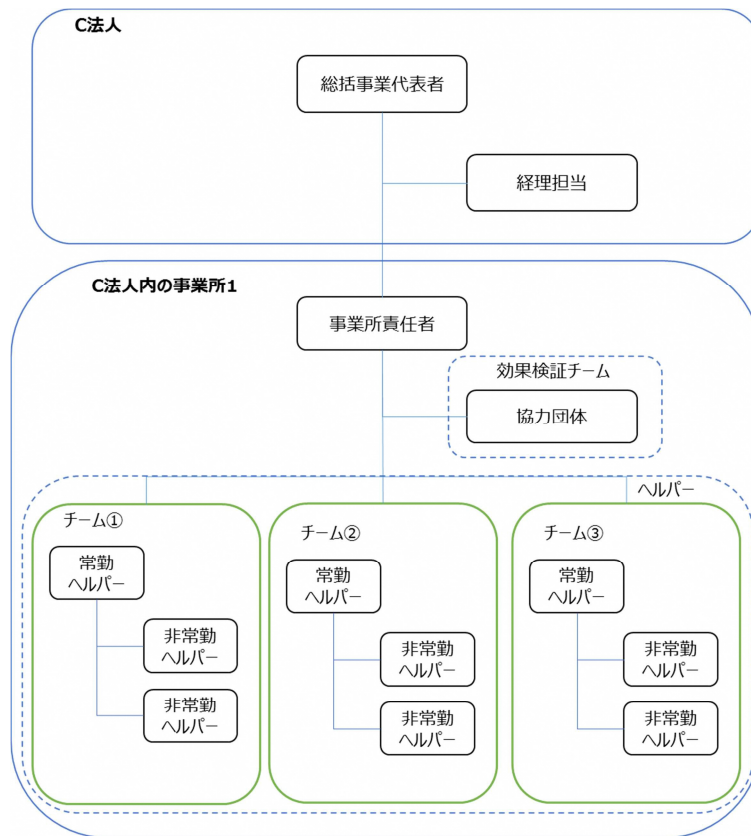 C法人
総括事業代表者
経理担当
C法人内の事業所1
事業所責任者
効果検証チーム
協力団体
ヘルパー
チーム①
常勤
ヘルパー
非常勤
ヘルパー
非常勤
ヘルパー
チーム②
常勤
ヘルパー
非常勤
ヘルパー
非常勤
ヘルパー
チーム③
常勤
ヘルパー
非常勤
ヘルパー
非常勤
ヘルパー